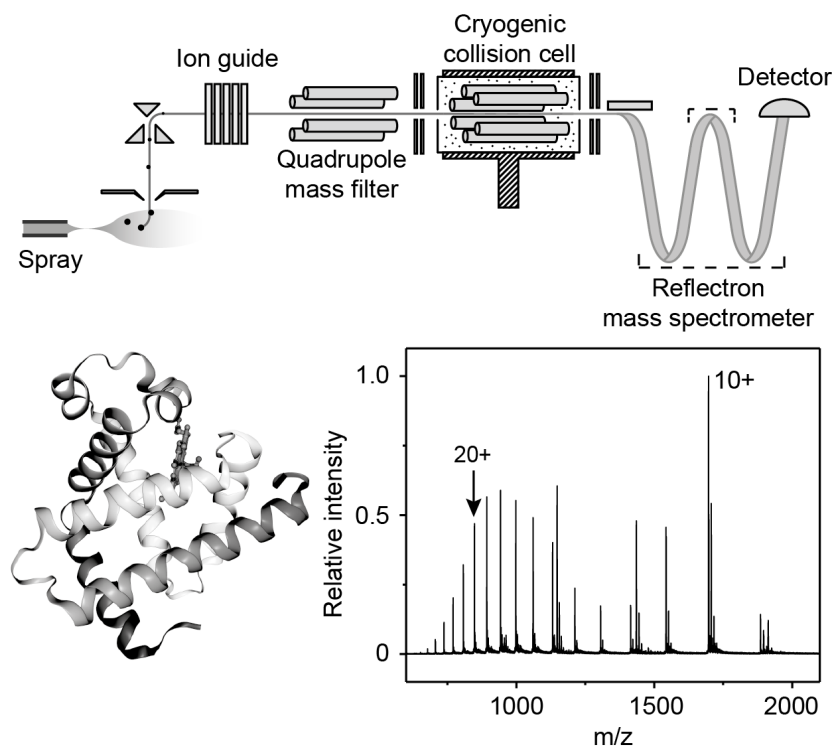 Cryogenic
collision cell
Ion guide
Detector
Quadrupole
mass filter
Spray
Reflectron
mass spectrometer
1.0
10+
20+
0.5
Relative intensity
0
1000
1500
2000
m/z